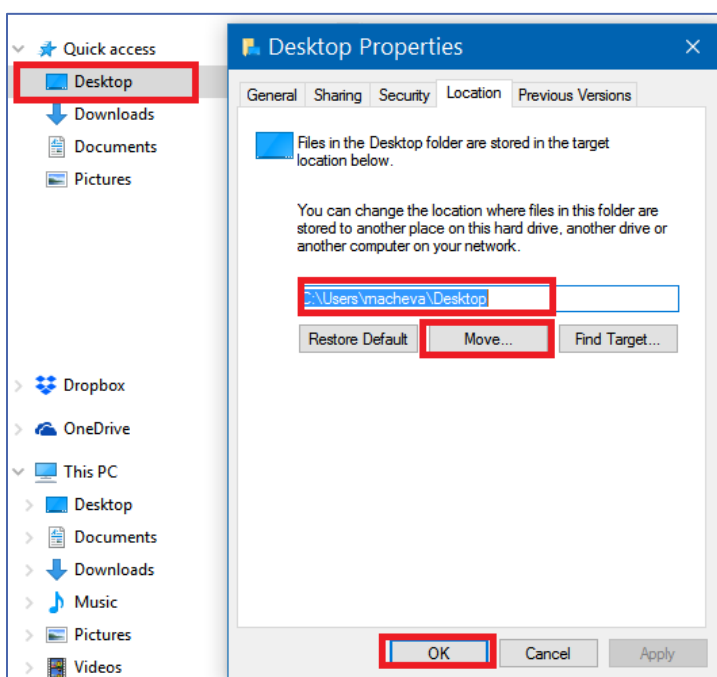 Quick access
Desktop
Downloads
Documents
Pictures
Dropbox
OneDrive
This PC
Desktop
Documents
Downloads
Music
Pictures
Videos
Desktop Properties
General Sharing Security Location Previous Versions
Files in the Desktop folder are stored in the target
location below.
You can change the location where files in this folder are
stored to another place on this hard drive, another drive or
another computer on your network.
C:\Users\macheva\Desktop
Restore Default Move... Find Target...
OK Cancel Apply